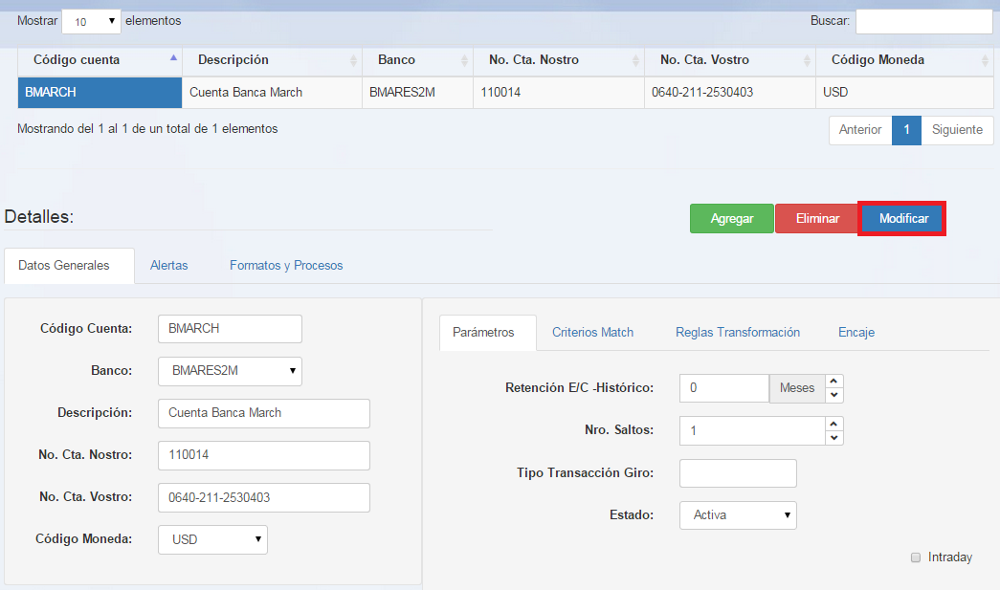 Mostrar 10 elementos Buscar:
Código cuenta Descripción Banco No. Cta. Nostro No. Cta. Vostro Código Moneda
BMARCH Cuenta Banca March BMARES2M 110014 0640-211-2530403 USD
Mostrando del 1 al 1 de un total de 1 elementos Anterior 1 Siguiente
Detalles: Agregar Eliminar Modificar
Datos Generales Alertas Formatos y Procesos
Código Cuenta: BMARCH
Banco: BMARES2M
Descripción: Cuenta Banca March
No. Cta. Nostro: 110014
No. Cta. Vostro: 0640-211-2530403
Código Moneda: USD
Parámetros Criterios Match Reglas Transformación Encaje
Retención E/C -Histórico: 0 Meses
Nro. Saltos: 1
Tipo Transacción Giro:
Estado: Activa
Intraday